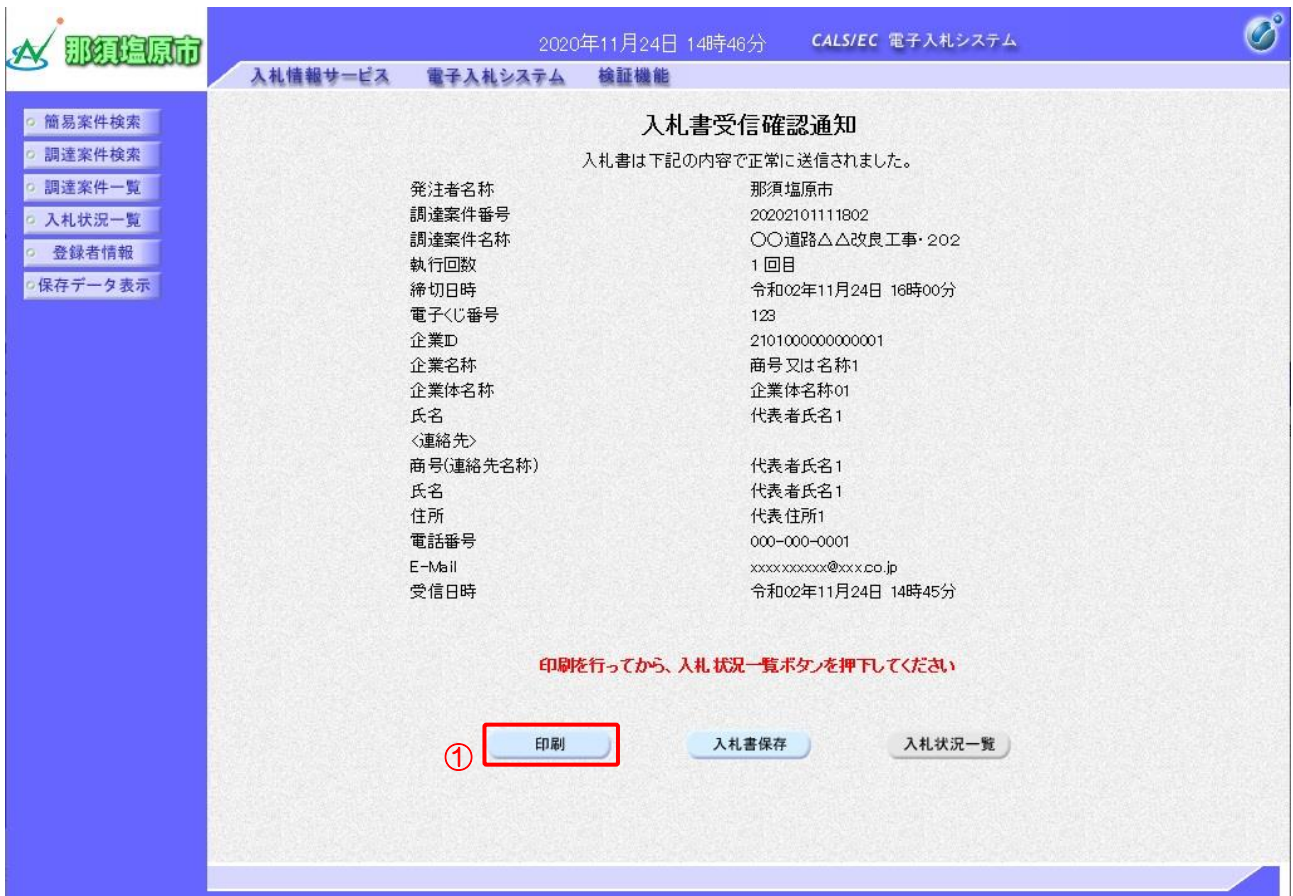 那須塩原市
2020年11月24日 14時46分 CALS/EC 電子入札システム
入札情報サービス 電子入札システム 検証機能
簡易案件検索
調達案件検索
調達案件一覧
入札状況一覧
登録者情報
保存データ表示
入札書受信確認通知
入札書は下記の内容で正常に送信されました。
発注者名称 那須塩原市
調達案件番号 20202101111802
調達案件名称 〇〇道路△△改良工事・202
執行回数 1回目
締切日時 令和02年11月24日 16時00分
電子くじ番号 123
企業ID 2101000000000001
企業名称 商号又は名称1
企業体名称 企業体名称01
氏名 代表者氏名1
<連絡先>
商号(連絡先名称) 代表者氏名1
氏名 代表者氏名1
住所 代表住所1
電話番号 000-000-0001
E-Mail xxxxxxxxxx@xxx.co.jp
受信日時 令和02年11月24日 14時45分
印刷を行ってから、入札状況一覧ボタンを押下してください
① 印刷 入札書保存 入札状況一覧